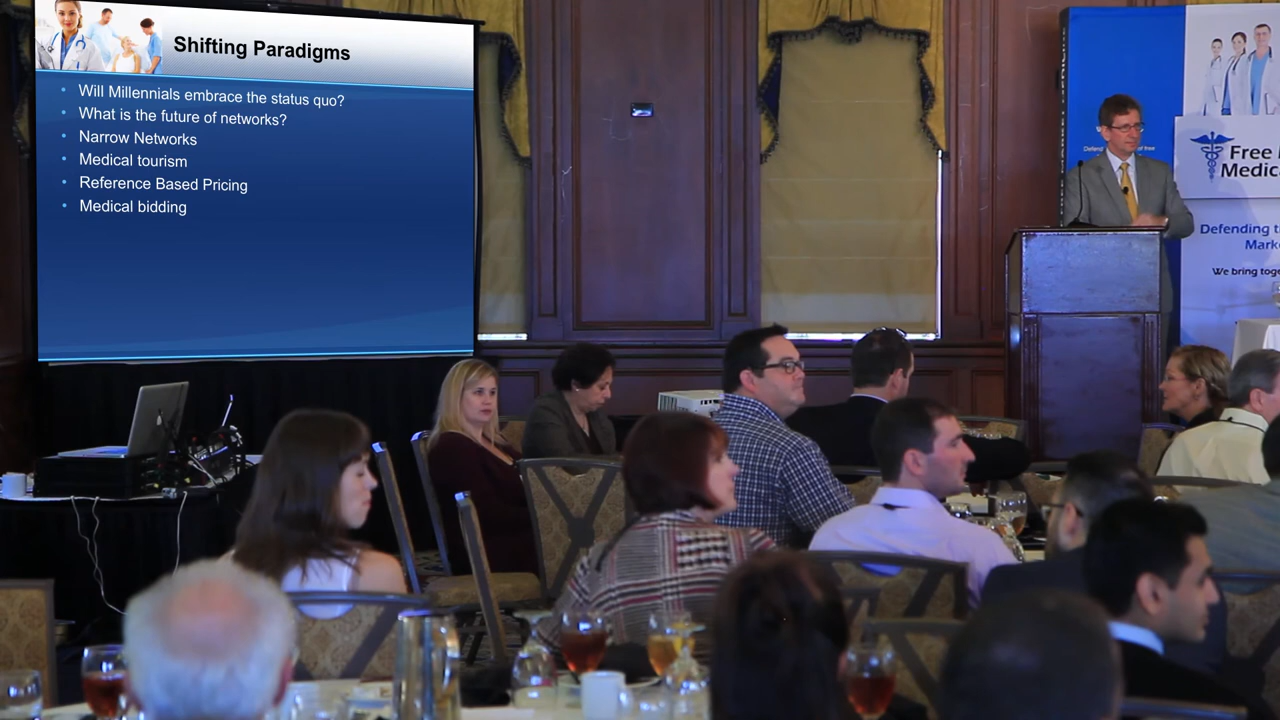 Shifting Paradigms
Will Millennials embrace the status quo?
What is the future of networks?
Narrow Networks
Medical tourism
Reference Based Pricing
Medical bidding
Free
Medic
Defending
Mark
We bring toge